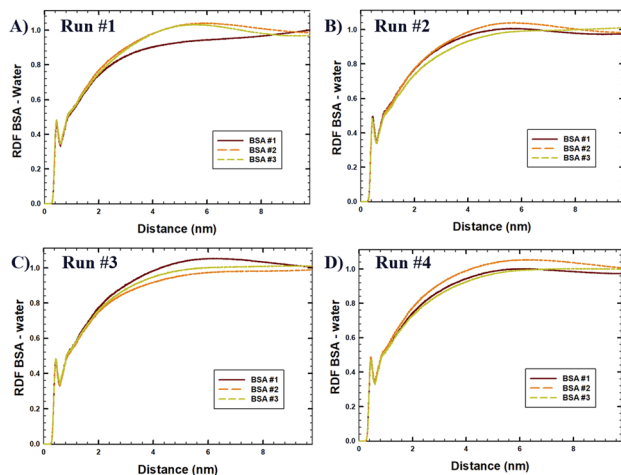 A) Run #1
RDF BSA - Water
1.0
0.8
0.6
0.4
0.2
0.0
0 2 4 6 8
Distance (nm)
BSA #1
BSA #2
BSA #3
B) Run #2
RDF BSA - Water
1.0
0.8
0.6
0.4
0.2
0.0
0 2 4 6 8
Distance (nm)
BSA #1
BSA #2
BSA #3
C). Run #3
RDF BSA - water
1.0
0.8
0.6
0.4
0.2
0.0
0 2 4 6 8
Distance (nm)
BSA #1
BSA #2
BSA #3
D). Run #4
RDF BSA - water
1.0
0.8
0.6
0.4
0.2
0.0
0 2 4 6 8
Distance (nm)
BSA #1
BSA #2
BSA #3